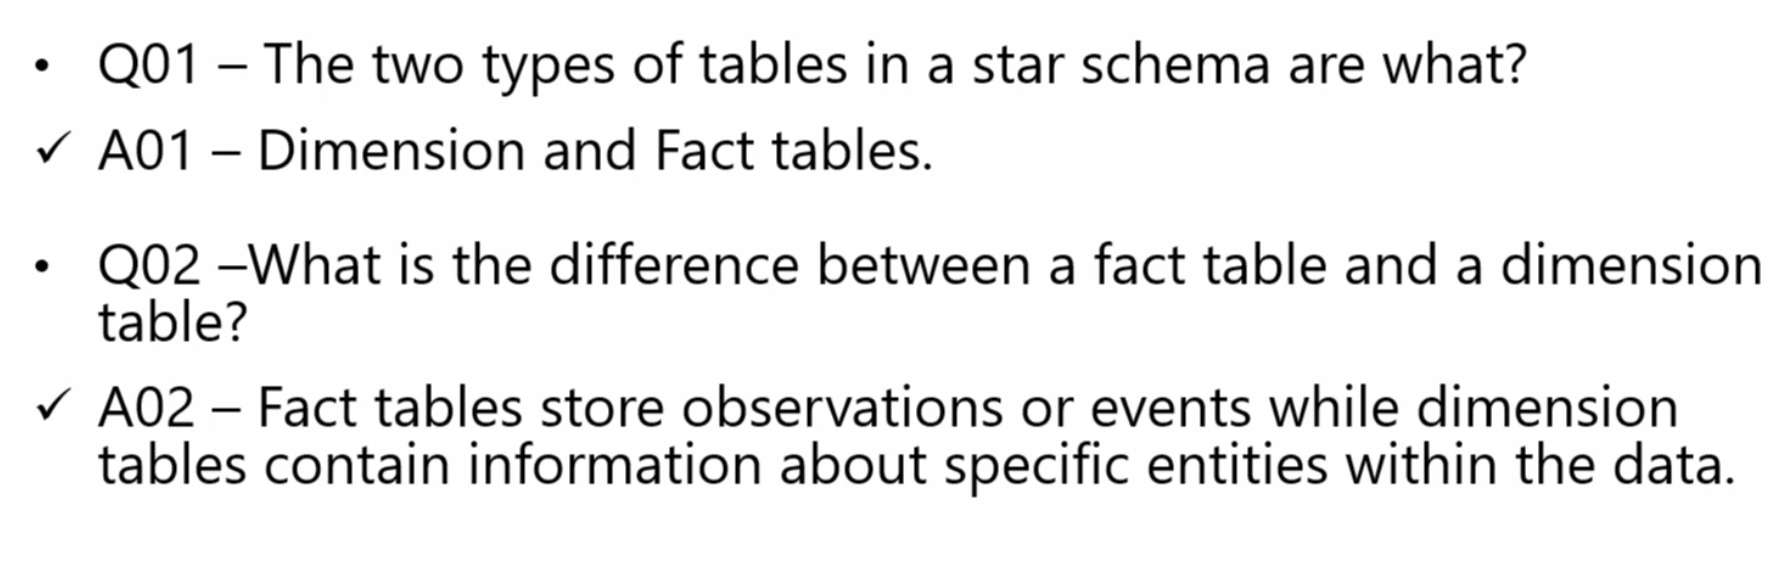 • Q01 – The two types of tables in a star schema are what?
✓ A01 – Dimension and Fact tables.
• Q02 –What is the difference between a fact table and a dimension
table?
✓ A02 – Fact tables store observations or events while dimension
tables contain information about specific entities within the data.